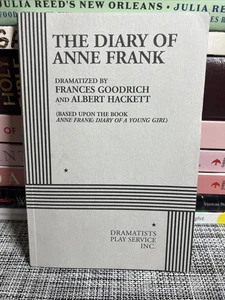 JULIA REED'S NEW ORLEANS
THE DIARY OF
ANNE FRANK
DRAMATIZED BY
FRANCES GOODRICH
AND ALBERT HACKETT
(BASED UPON THE BOOK
ANNE FRANK: DIARY OF A YOUNG GIRL)
DRAMATISTS
PLAY SERVICE
INC.
HOLY